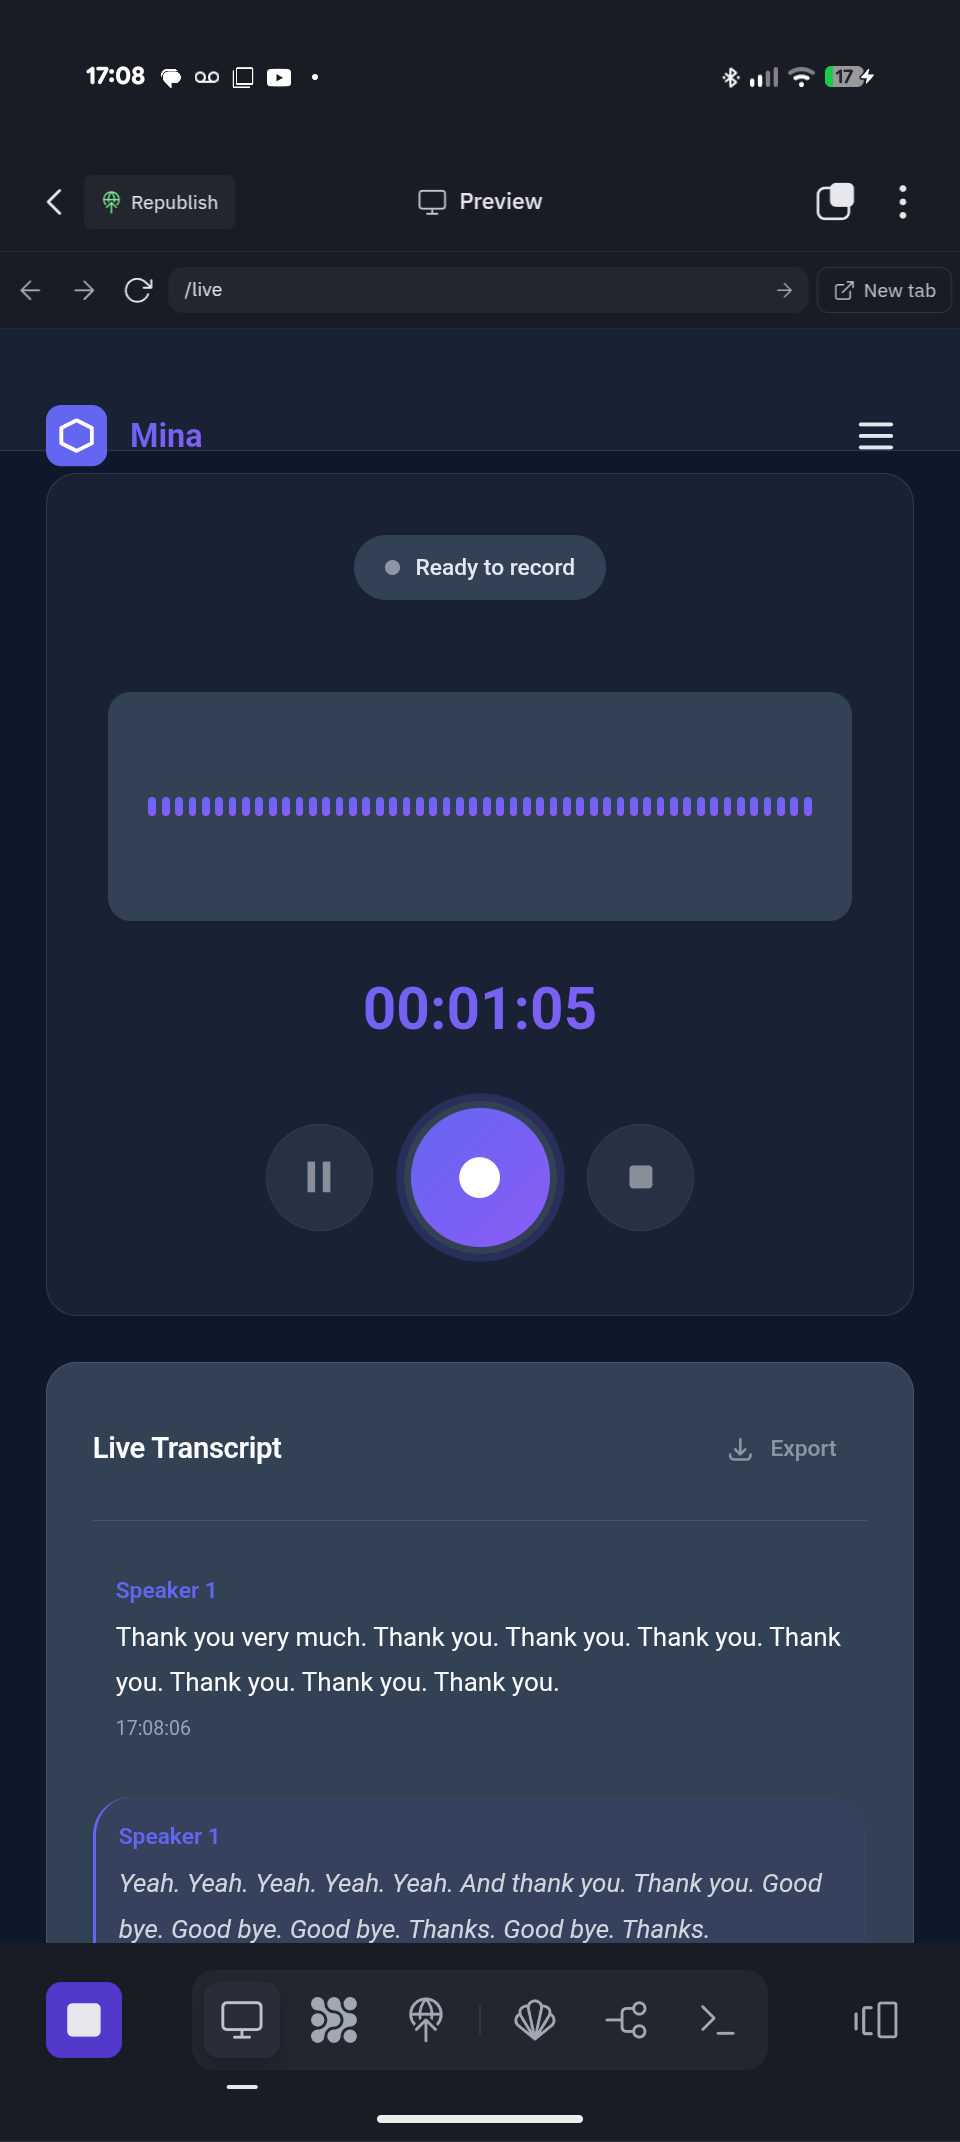 17:08
17
Republish
Preview
/live
New tab
Mina
Ready to record
00:01:05
Live Transcript
Export
Speaker 1
Thank you very much. Thank you. Thank you. Thank you. Thank
you. Thank you. Thank you. Thank you.
17:08:06
Speaker 1
Yeah. Yeah. Yeah. Yeah. Yeah. And thank you. Thank you. Good
bye. Good bye. Good bye. Thanks. Good bye. Thanks.